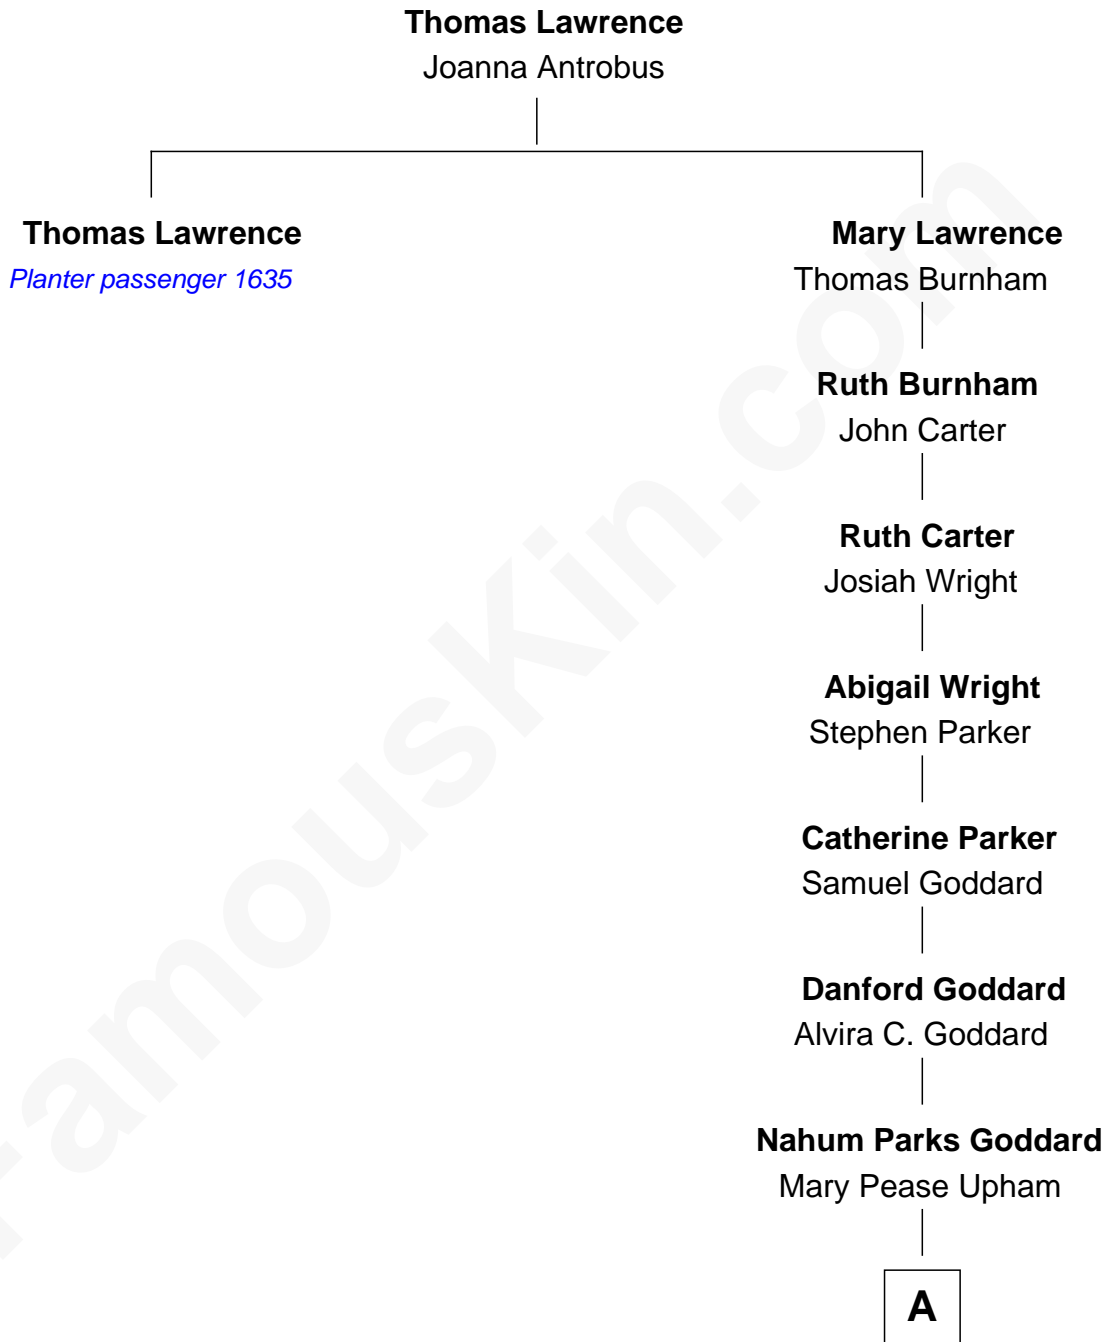 Thomas Lawrence
Joanna Antrobus
Thomas Lawrence
Planter passenger 1635
Mary Lawrence
Thomas Burnham
Ruth Burnham
John Carter
Ruth Carter
Josiah Wright
Abigail Wright
Stephen Parker
Catherine Parker
Samuel Goddard
Danford Goddard
Alvira C. Goddard
Nahum Parks Goddard
Mary Pease Upham
A
FamousKin.com